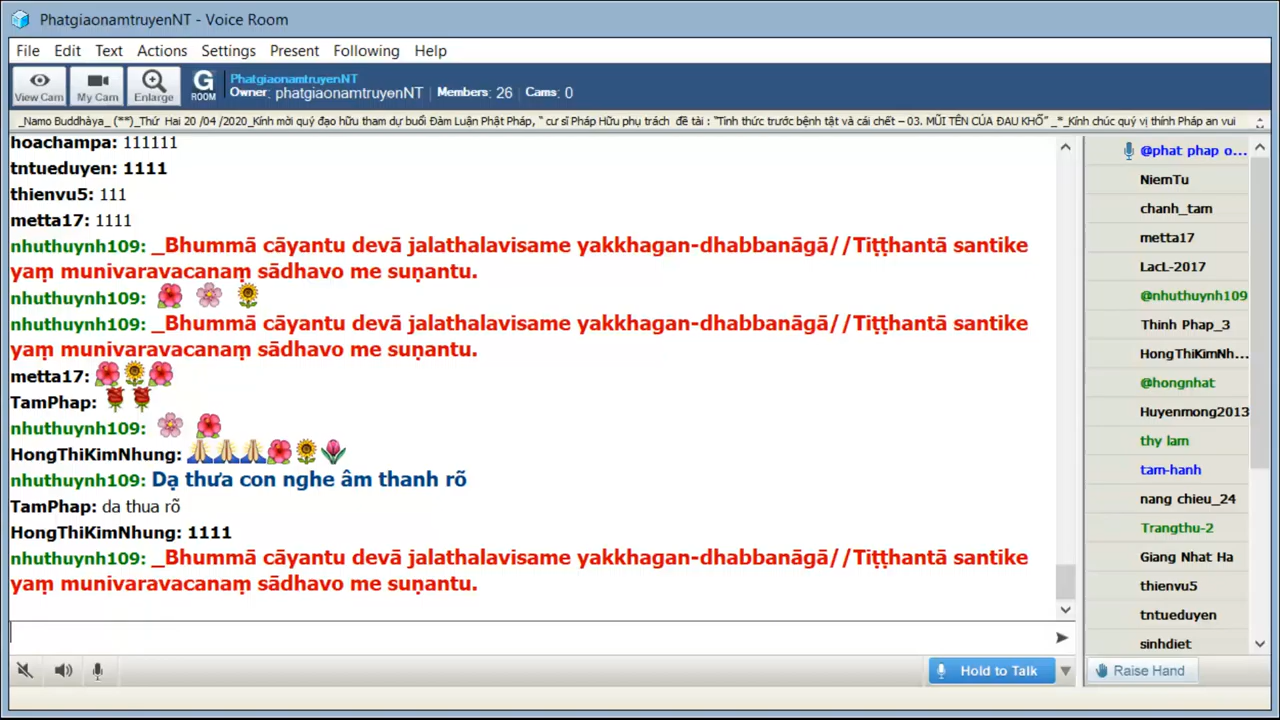 PhatgiaonamtruyenNT - Voice Room
File Edit Text Actions Settings Present Following Help
View Cam My Cam Enlarge G ROOM
PhatgiaonamtruyenNT
Owner: phatgiaonamtruyenNT | Members: 26 | Cams: 0
_Namo Buddhàya_ (**)_Thứ Hai 20 /04 /2020_Kính mời quý đạo hữu tham dự buổi Đàm Luận Phật Pháp, “ cư sĩ Pháp Hữu phụ trách đề tài : “Tỉnh thức trước bệnh tật và cái chết – 03. MŨI TÊN CỦA ĐAU KHỔ” _*_Kính chúc quý vị thính Pháp an vui
hoachampa: 111111
tntueduyen: 1111
thienvu5: 111
metta17: 1111
nhuthuynh109: _Bhummā cāyantu devā jalathalavisame yakkhagan-dhabbanāgā//Tiṭṭhantā santike
yaṃ munivaravacanaṃ sādhavo me suṇantu.
nhuthuynh109:
nhuthuynh109: _Bhummā cāyantu devā jalathalavisame yakkhagan-dhabbanāgā//Tiṭṭhantā santike
yaṃ munivaravacanaṃ sādhavo me suṇantu.
metta17:
TamPhap:
nhuthuynh109:
HongThiKimNhung:
nhuthuynh109: Dạ thưa con nghe âm thanh rõ
TamPhap: da thua rõ
HongThiKimNhung: 1111
nhuthuynh109: _Bhummā cāyantu devā jalathalavisame yakkhagan-dhabbanāgā//Tiṭṭhantā santike
yaṃ munivaravacanaṃ sādhavo me suṇantu.
@phat phap o...
NiemTu
chanh_tam
metta17
LacL-2017
@nhuthuynh109
Thinh Phap_3
HongThiKimNh...
@hongnhat
Huyenmong2013
thy lam
tam-hanh
nang chieu_24
Trangthu-2
Giang Nhat Ha
thienvu5
tntueduyen
sinhdiet
Hold to Talk
Raise Hand